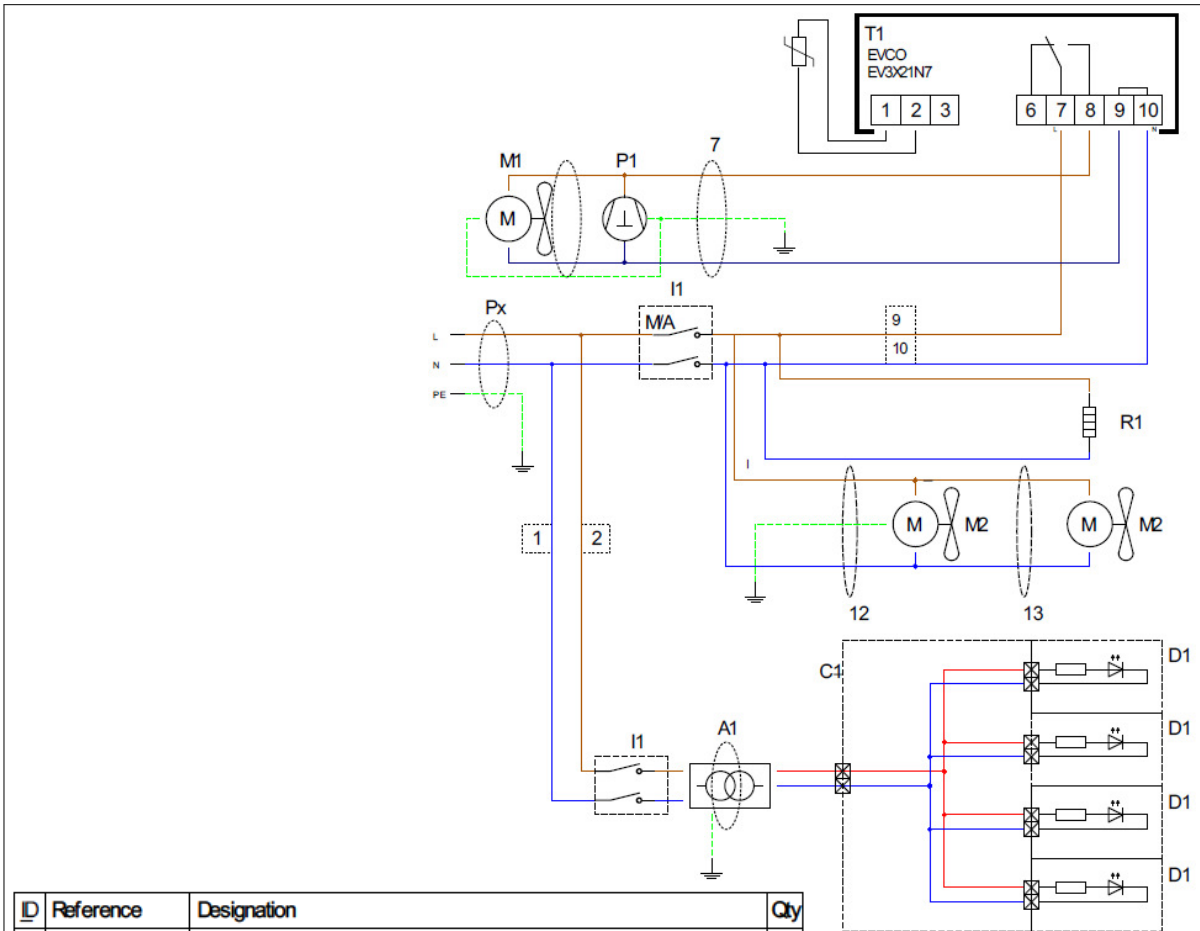 T1
EVCO
EV3X21N7
1 2 3
6 7 8 9 10
L N
M1
P1
7
M
Px
I1
M/A
L
N
PE
9
10
R1
I
M M2
M M2
1 2
12
13
C1
D1
D1
D1
D1
I1
A1
ID Reference Designation Qty